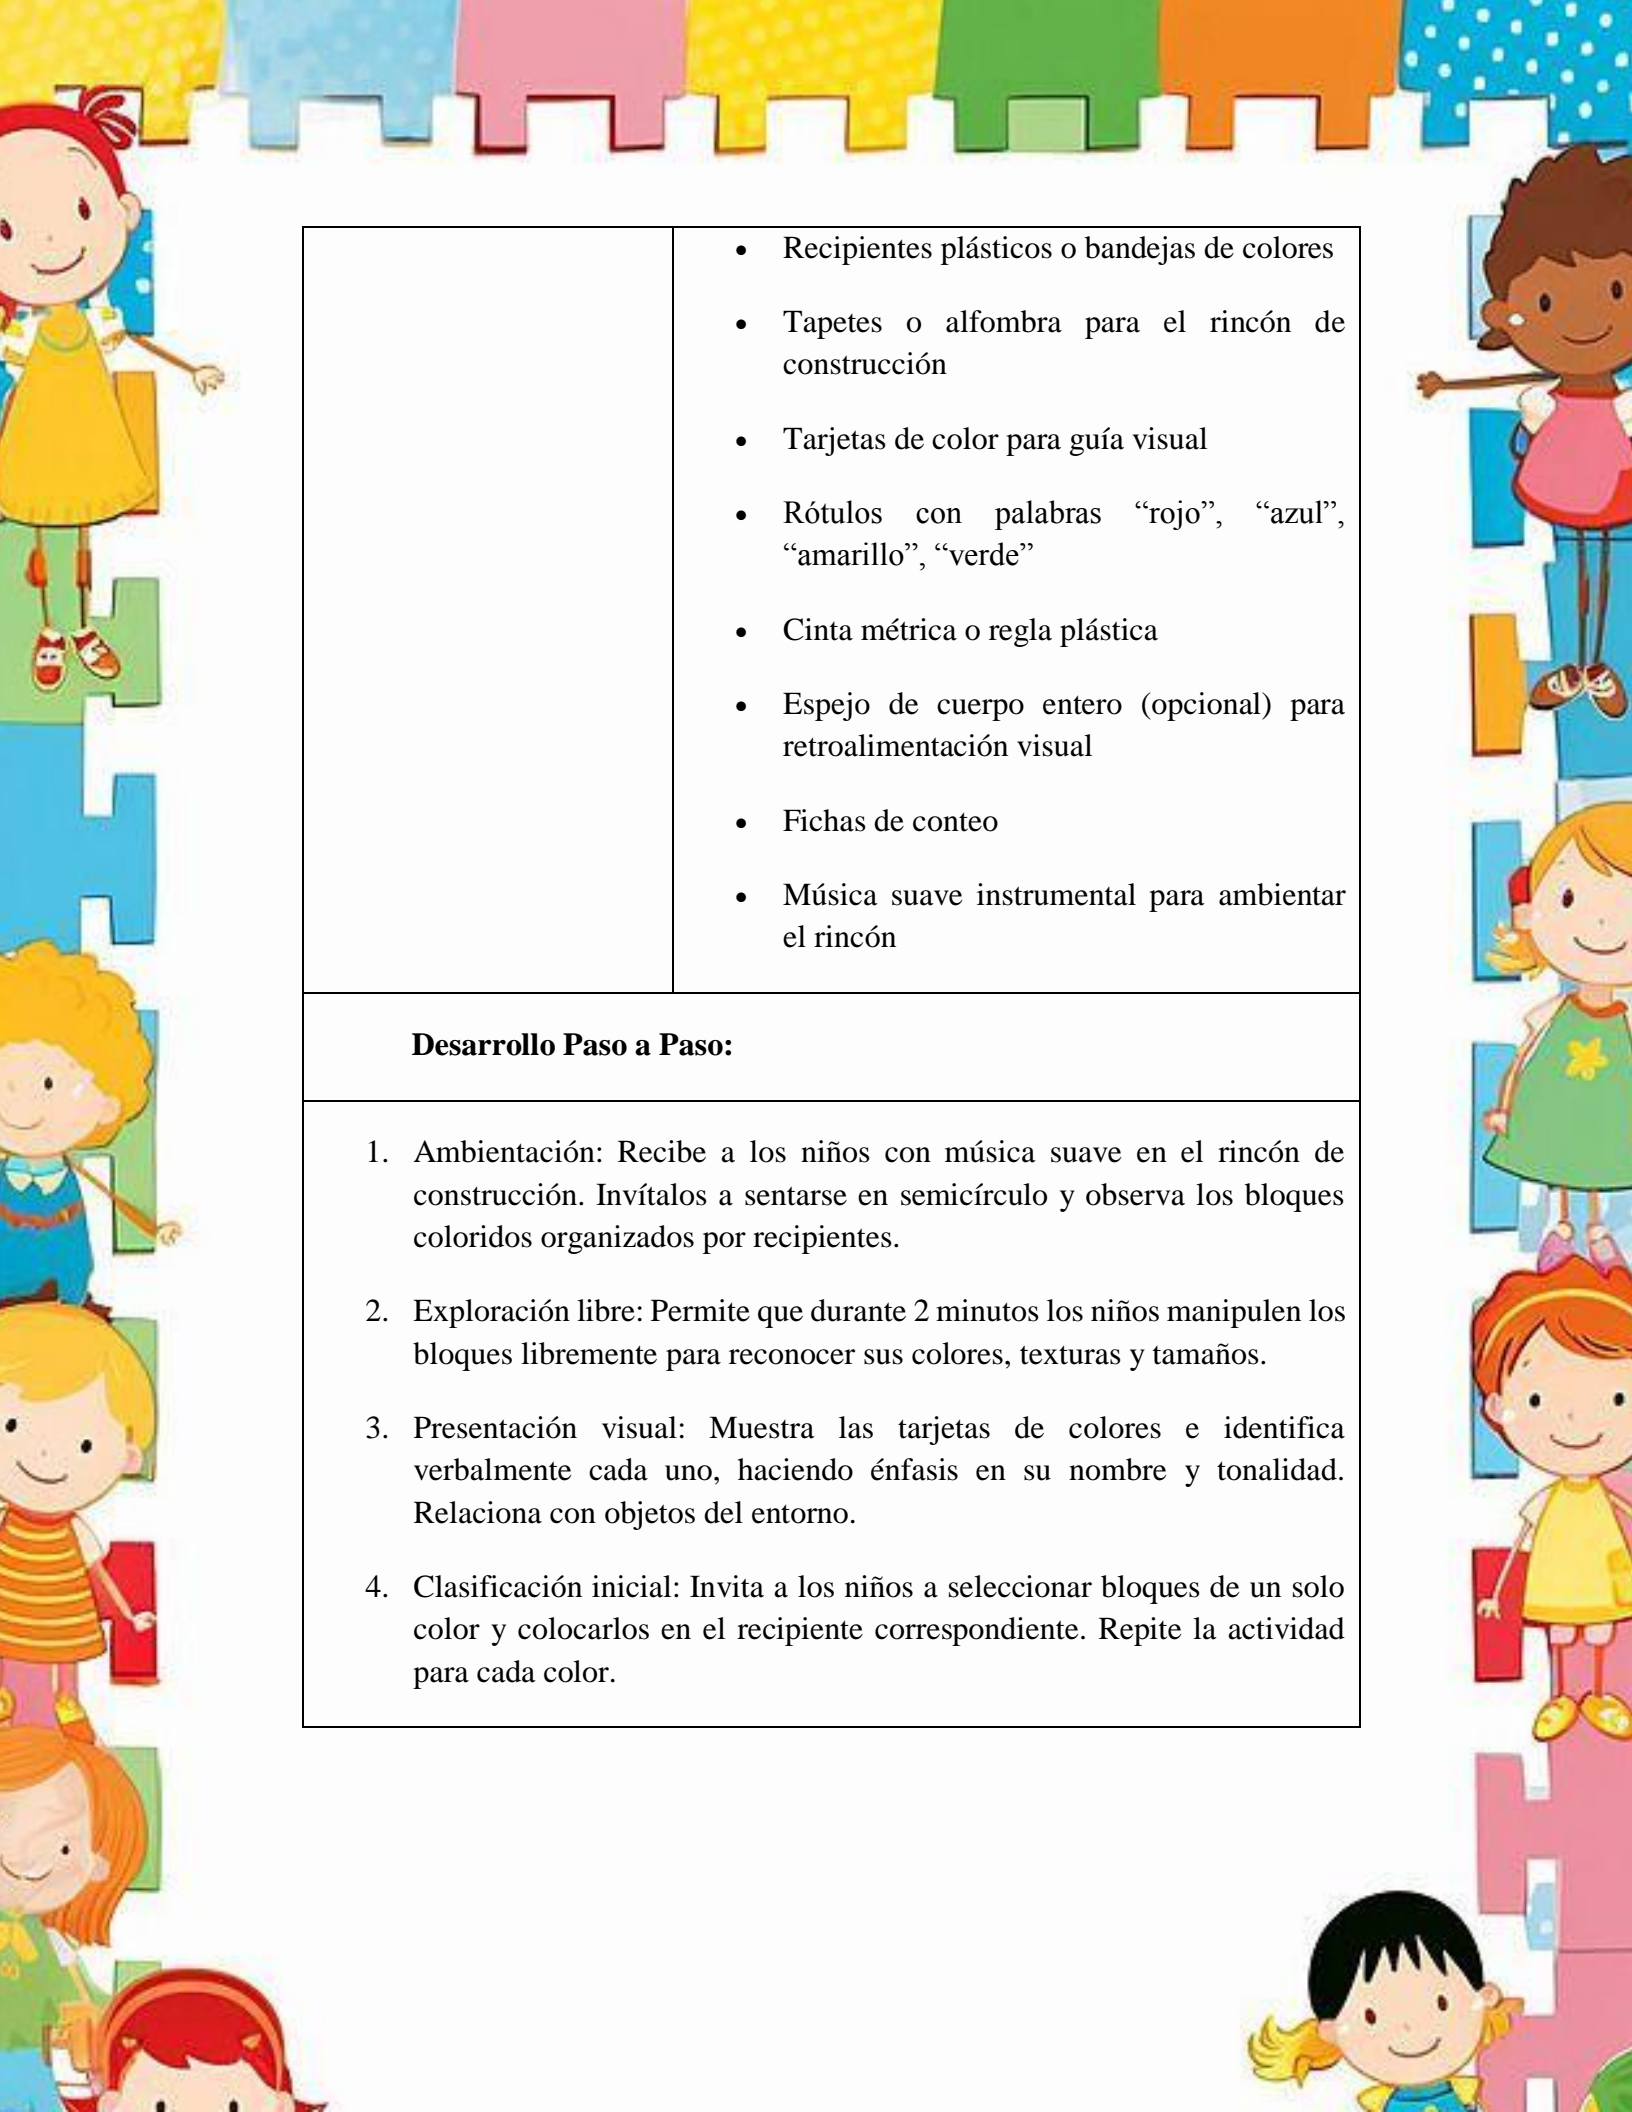 • Recipientes plásticos o bandejas de colores
• Tapetes o alfombra para el rincón de
construcción
• Tarjetas de color para guía visual
• Rótulos con palabras “rojo”, “azul”,
“amarillo”, “verde”
• Cinta métrica o regla plástica
• Espejo de cuerpo entero (opcional) para
retroalimentación visual
• Fichas de conteo
• Música suave instrumental para ambientar
el rincón
Desarrollo Paso a Paso:
1. Ambientación: Recibe a los niños con música suave en el rincón de
construcción. Invítalos a sentarse en semicírculo y observa los bloques
coloridos organizados por recipientes.
2. Exploración libre: Permite que durante 2 minutos los niños manipulen los
bloques libremente para reconocer sus colores, texturas y tamaños.
3. Presentación visual: Muestra las tarjetas de colores e identifica
verbalmente cada uno, haciendo énfasis en su nombre y tonalidad.
Relaciona con objetos del entorno.
4. Clasificación inicial: Invita a los niños a seleccionar bloques de un solo
color y colocarlos en el recipiente correspondiente. Repite la actividad
para cada color.